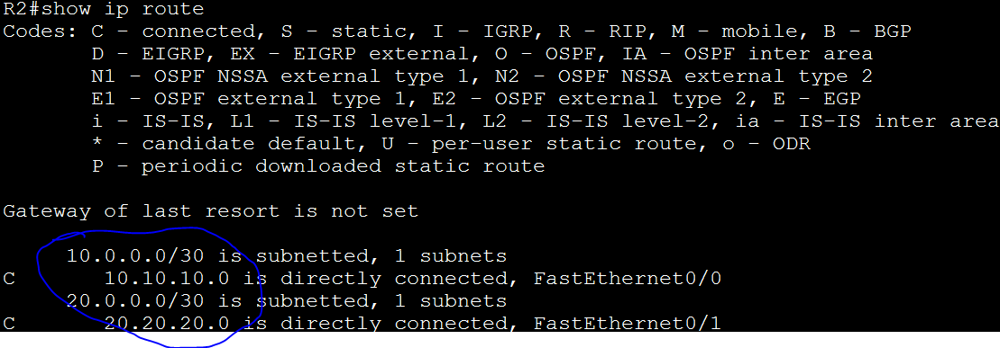 R2#show ip route
Codes: C - connected, S - static, I - IGRP, R - RIP, M - mobile, B - BGP
D - EIGRP, EX - EIGRP external, O - OSPF, IA - OSPF inter area
N1 - OSPF NSSA external type 1, N2 - OSPF NSSA external type 2
E1 - OSPF external type 1, E2 - OSPF external type 2, E - EGP
i - IS-IS, L1 - IS-IS level-1, L2 - IS-IS level-2, ia - IS-IS inter area
* - candidate default, U - per-user static route, o - ODR
P - periodic downloaded static route
Gateway of last resort is not set
10.0.0.0/30 is subnetted, 1 subnets
C 10.10.10.0 is directly connected, FastEthernet0/0
20.0.0.0/30 is subnetted, 1 subnets
C 20.20.20.0 is directly connected, FastEthernet0/1